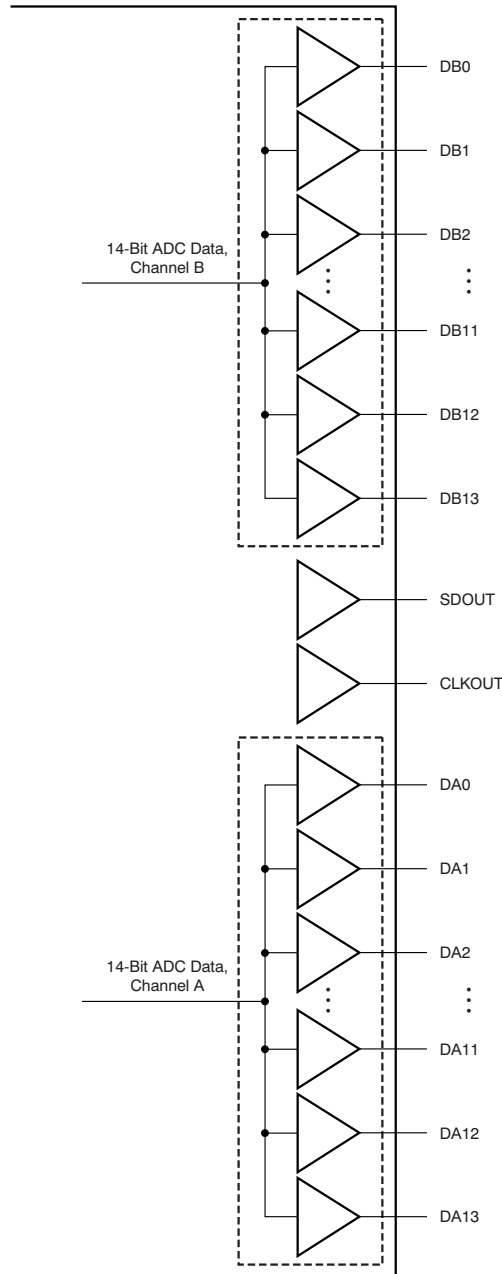 DB0
DB1
DB2
14-Bit ADC Data,
Channel B
DB11
DB12
DB13
SDOUT
CLKOUT
DA0
DA1
DA2
14-Bit ADC Data,
Channel A
DA11
DA12
DA13